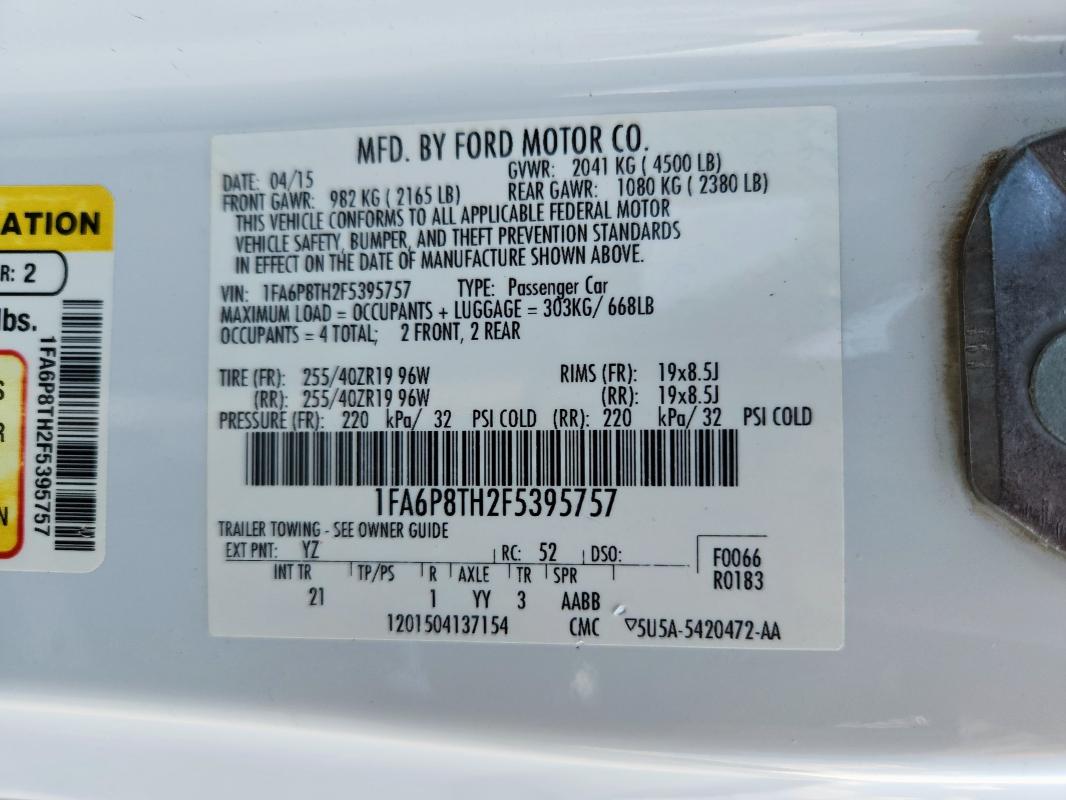 MFD. BY FORD MOTOR CO.
DATE: 04/15 GVWR: 2041 KG ( 4500 LB)
FRONT GAWR: 982 KG ( 2165 LB) REAR GAWR: 1080 KG ( 2380 LB)
THIS VEHICLE CONFORMS TO ALL APPLICABLE FEDERAL MOTOR
VEHICLE SAFETY, BUMPER, AND THEFT PREVENTION STANDARDS
IN EFFECT ON THE DATE OF MANUFACTURE SHOWN ABOVE.
VIN: 1FA6P8TH2F5395757 TYPE: Passenger Car
MAXIMUM LOAD = OCCUPANTS + LUGGAGE = 303KG/ 668LB
OCCUPANTS = 4 TOTAL; 2 FRONT, 2 REAR
TIRE (FR): 255/40ZR19 96W RIMS (FR): 19x8.5J
(RR): 255/40ZR19 96W (RR): 19x8.5J
PRESSURE (FR): 220 kPa/ 32 PSI COLD (RR): 220 kPa/ 32 PSI COLD
1FA6P8TH2F5395757
TRAILER TOWING - SEE OWNER GUIDE
EXT PNT: YZ RC: 52 DSO: F0066
R0183
INT TR TP/PS R AXLE TR SPR
21 1 YY 3 AABB
1201504137154 CMC ▽5U5A-5420472-AA
ATION
R: 2
lbs.
S
R
N
1FA6P8TH2F5395757